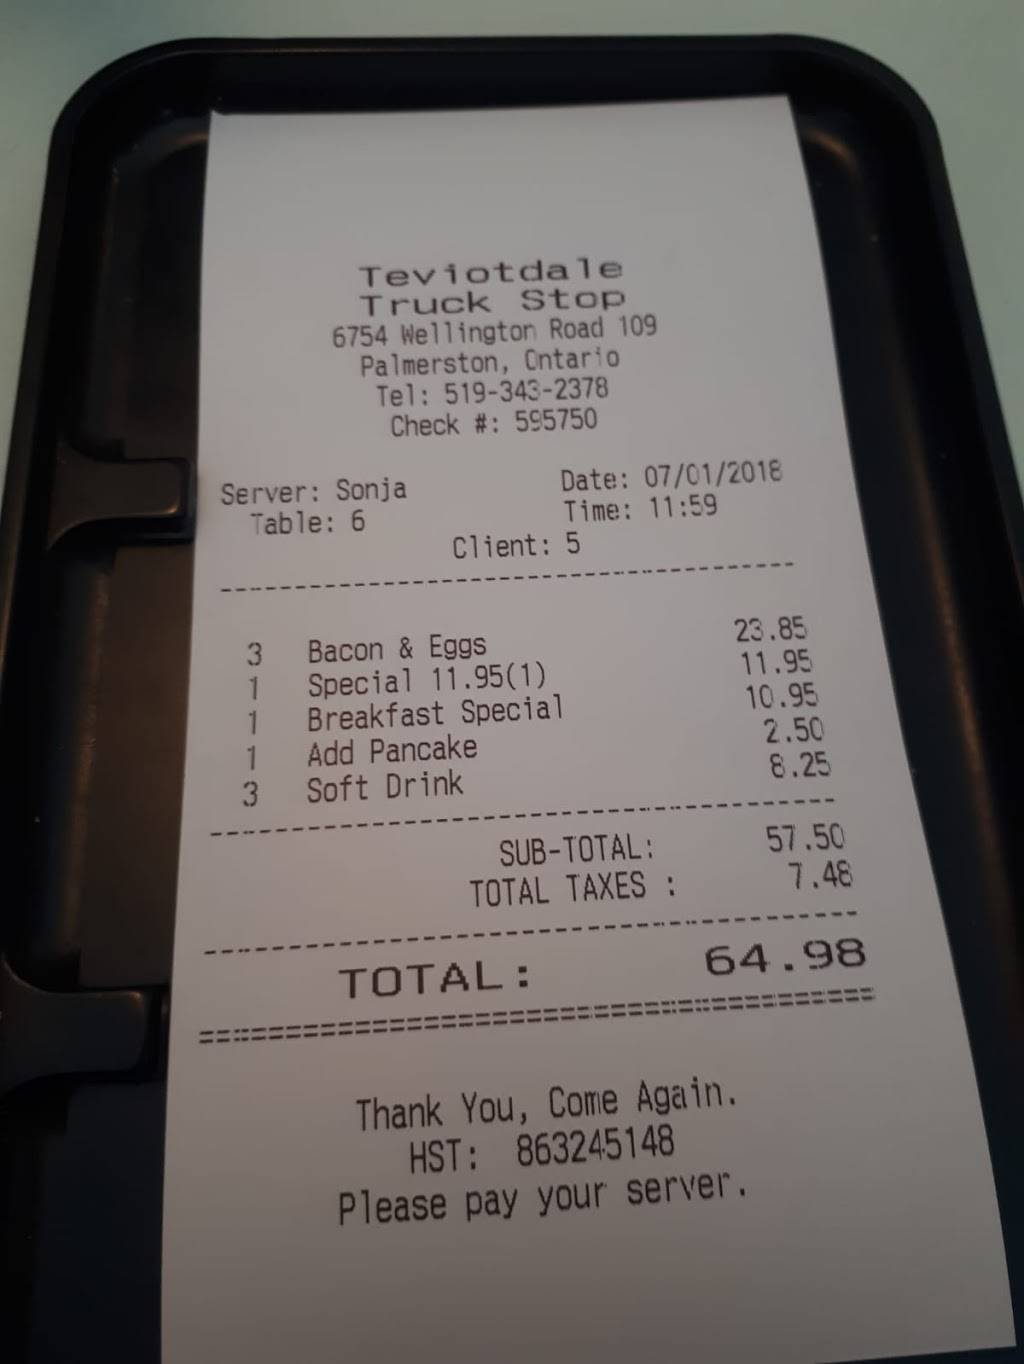 Teviotdale
Truck Stop
6754 Wellington Road 109
Palmerston, Ontario
Tel: 519-343-2378
Check #: 595750
Server: Sonja Date: 07/01/2018
Table: 6 Time: 11:59
Client: 5
3 Bacon & Eggs 23.85
1 Special 11.95(1) 11.95
1 Breakfast Special 10.95
1 Add Pancake 2.50
3 Soft Drink 8.25
SUB-TOTAL: 57.50
TOTAL TAXES : 7.48
TOTAL: 64.98
Thank You, Come Again.
HST: 863245148
Please pay your server.